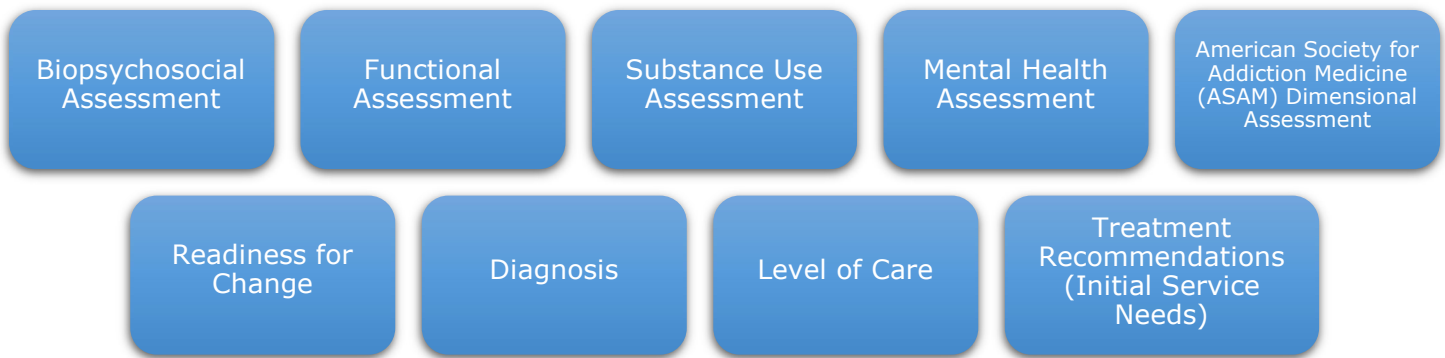 Biopsychosocial
Assessment
Functional
Assessment
Substance Use
Assessment
Mental Health
Assessment
American Society for
Addiction Medicine
(ASAM) Dimensional
Assessment
Readiness for
Change
Diagnosis
Level of Care
Treatment
Recommendations
(Initial Service
Needs)